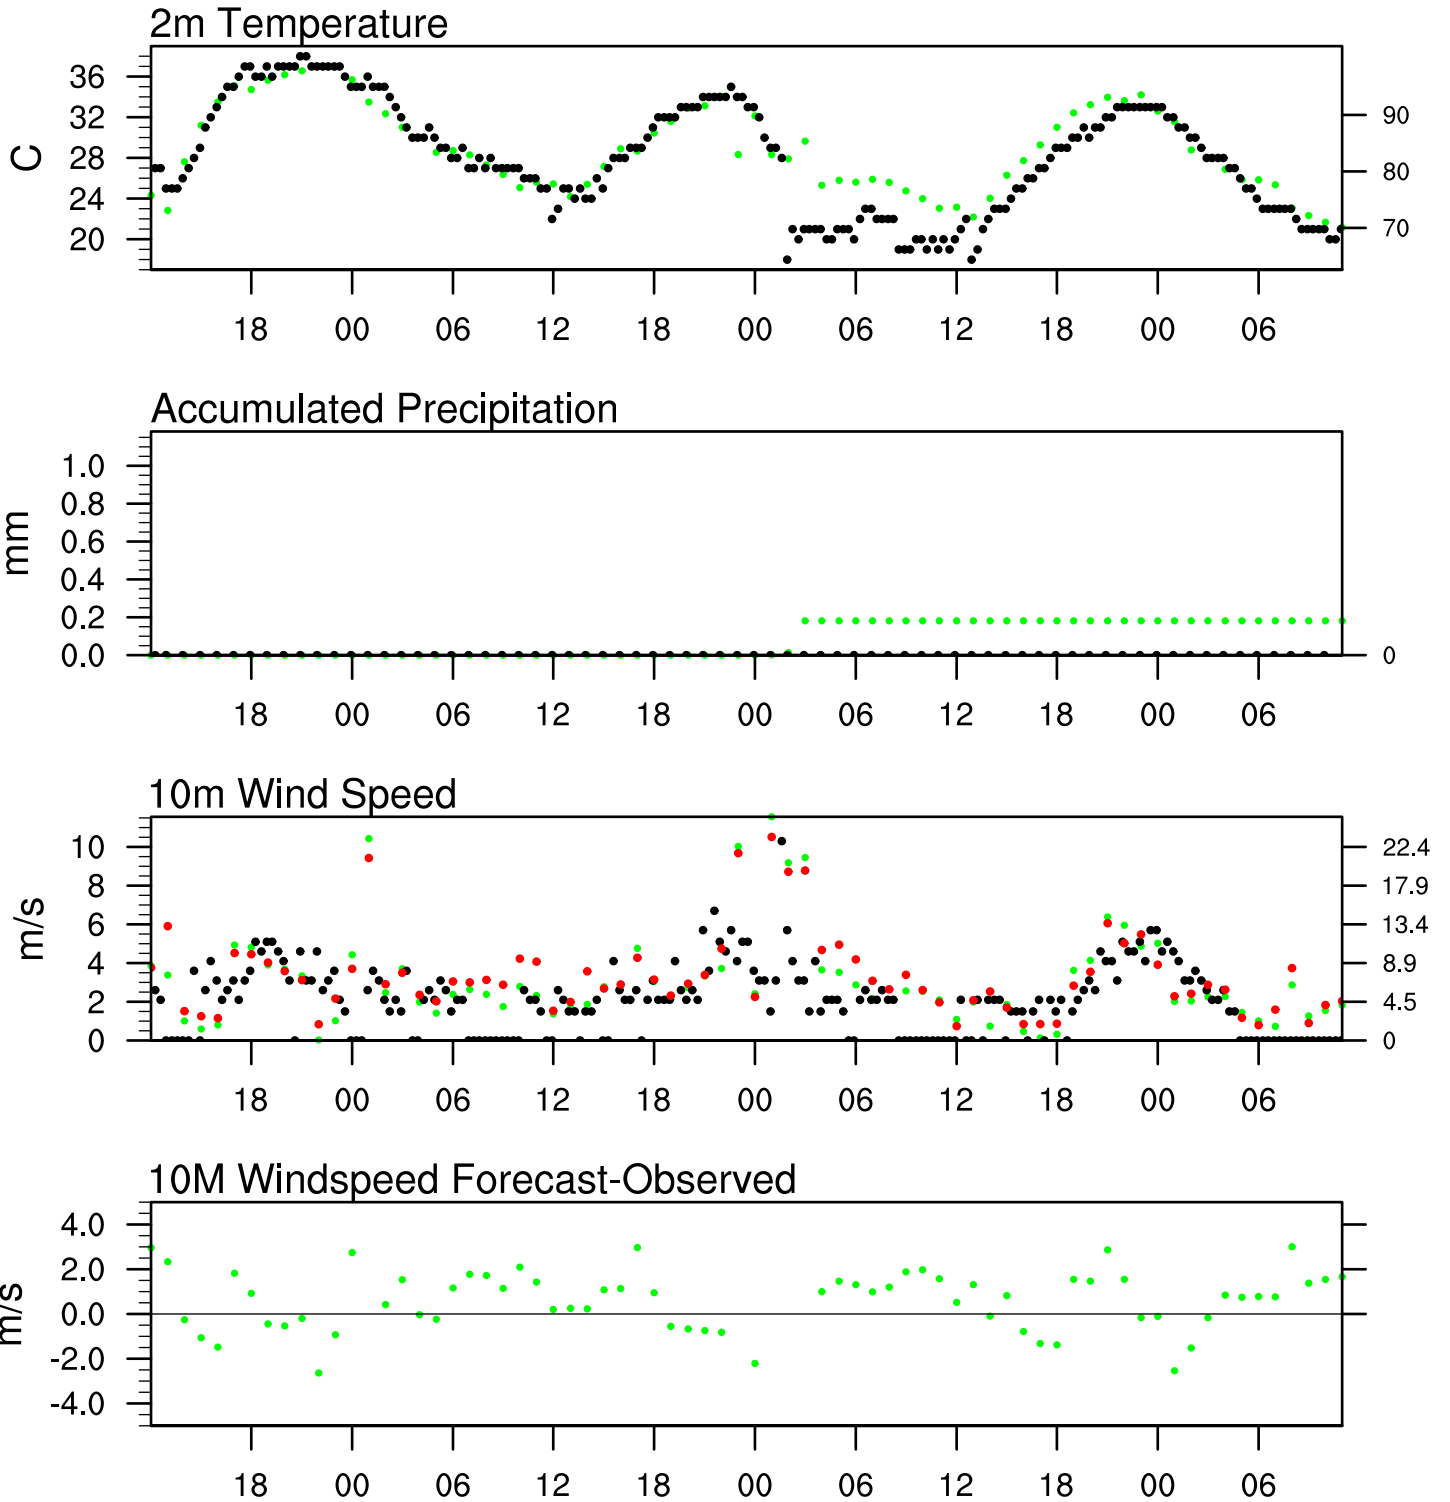 2m Temperature
C
36
32
28
24
20
90
80
70
18 00 06 12 18 00 06 12 18 00 06
Accumulated Precipitation
mm
1.0
0.8
0.6
0.4
0.2
0.0
0
18 00 06 12 18 00 06 12 18 00 06
10m Wind Speed
m/s
10
8
6
4
2
0
22.4
17.9
13.4
8.9
4.5
0
18 00 06 12 18 00 06 12 18 00 06
10M Windspeed Forecast-Observed
m/s
4.0
2.0
0.0
-2.0
-4.0
18 00 06 12 18 00 06 12 18 00 06